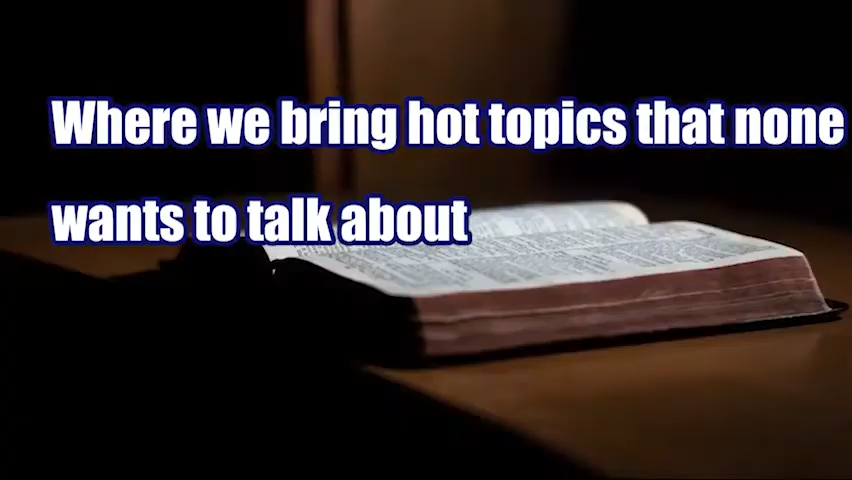 Where we bring hot topics that none
wants to talk about